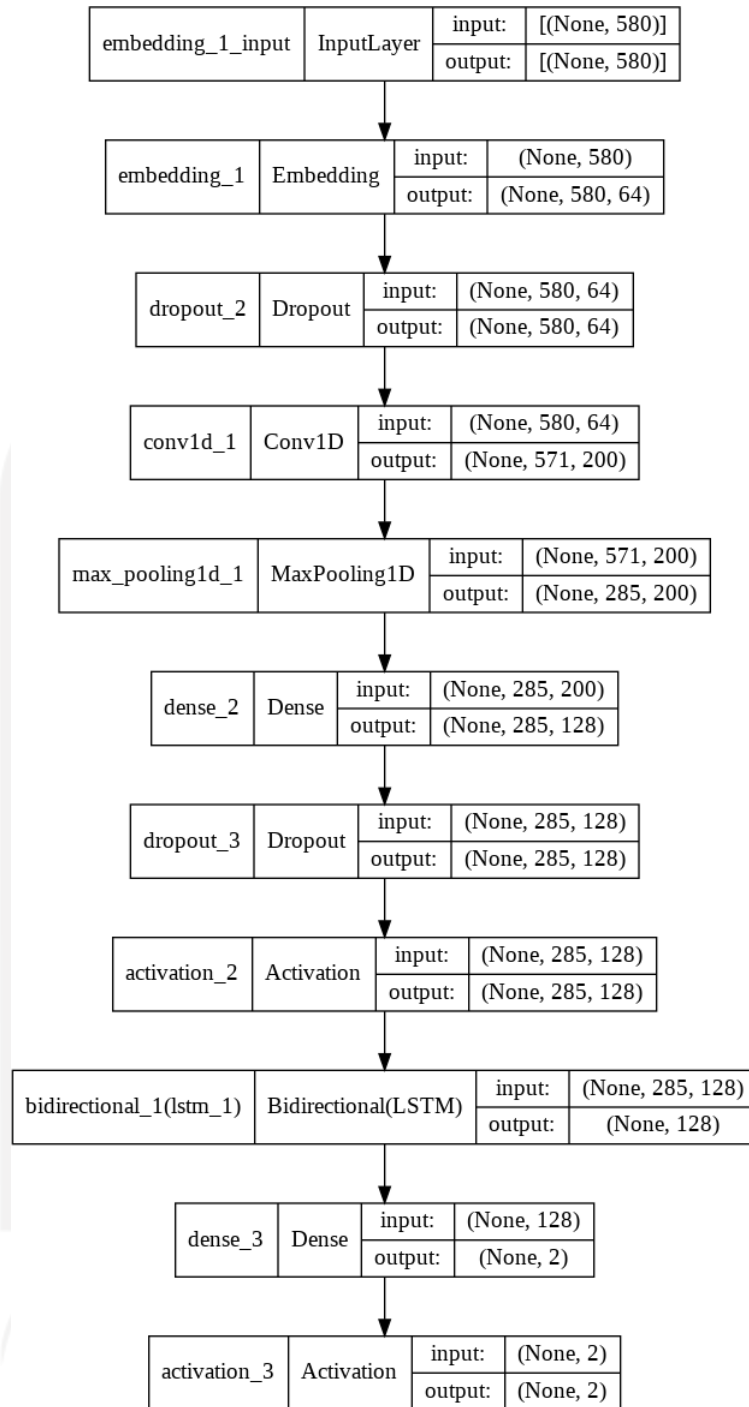 embedding_1_input InputLayer input: [(None, 580)]
output: [(None, 580)]
embedding_1 Embedding input: (None, 580)
output: (None, 580, 64)
dropout_2 Dropout input: (None, 580, 64)
output: (None, 580, 64)
conv1d_1 Conv1D input: (None, 580, 64)
output: (None, 571, 200)
max_pooling1d_1 MaxPooling1D input: (None, 571, 200)
output: (None, 285, 200)
dense_2 Dense input: (None, 285, 200)
output: (None, 285, 128)
dropout_3 Dropout input: (None, 285, 128)
output: (None, 285, 128)
activation_2 Activation input: (None, 285, 128)
output: (None, 285, 128)
bidirectional_1(lstm_1) Bidirectional(LSTM) input: (None, 285, 128)
output: (None, 128)
dense_3 Dense input: (None, 128)
output: (None, 2)
activation_3 Activation input: (None, 2)
output: (None, 2)